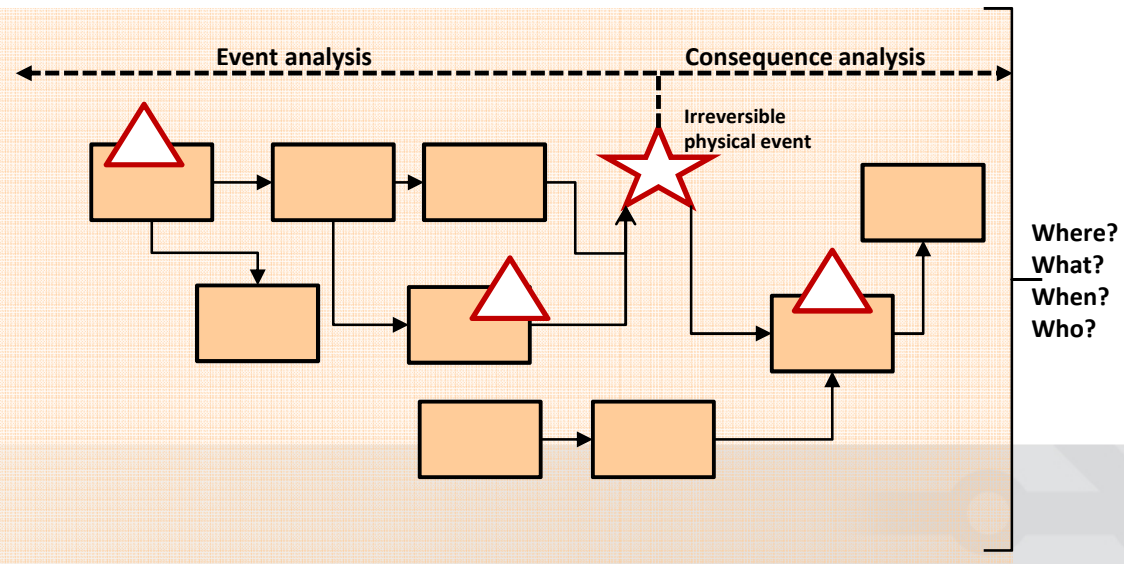 Event analysis
Consequence analysis
Irreversible
physical event
Where?
What?
When?
Who?